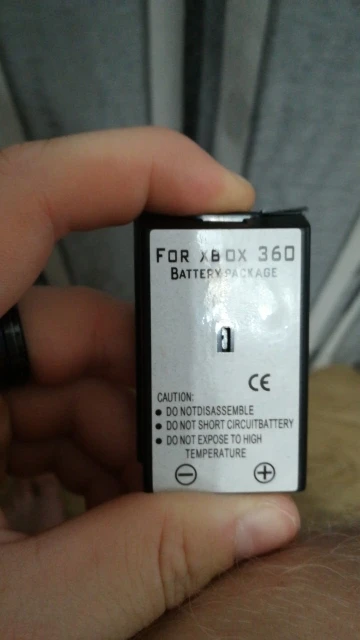 FOR XBOX 360
BATTERY PACKAGE
CE
CAUTION:
● DO NOTDISASSEMBLE
● DO NOT SHORT CIRCUITBATTERY
● DO NOT EXPOSE TO HIGH
TEMPERATURE
− +